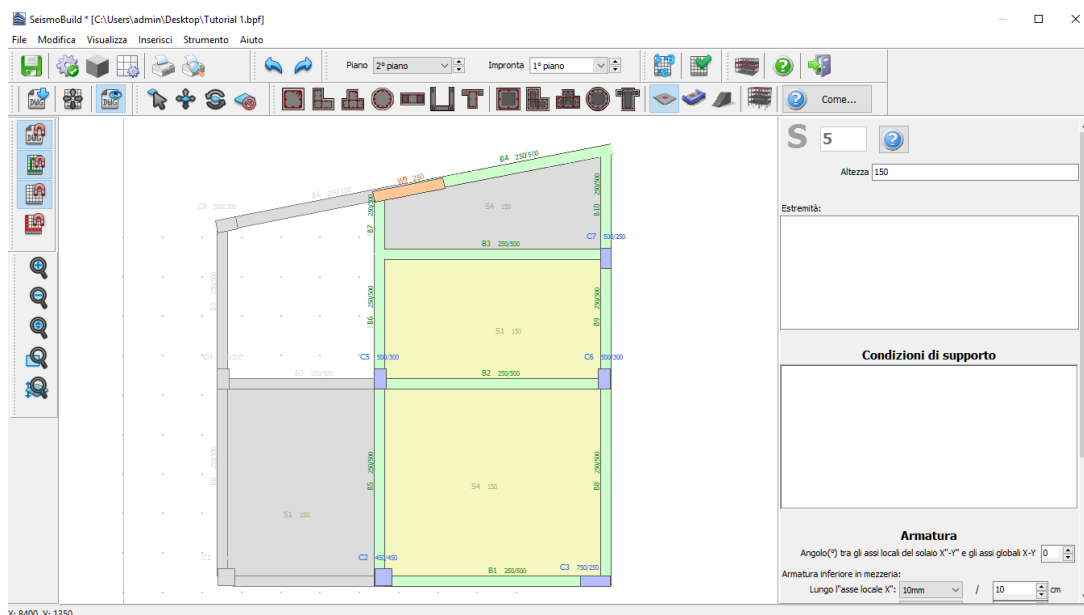 SeismoBuild * [C:\Users\admin\Desktop\Tutorial 1.bpf]
File Modifica Visualizza Inserisci Strumento Aiuto
Piano 2° piano Impronta 1° piano
Come...
S 5
Altezza 150
Estremità:
Condizioni di supporto
Armatura
Angolo(°) tra gli assi locali del solaio X"-Y" e gli assi globali X-Y 0
Armatura inferiore in mezzeria:
Lungo l'asse locale X": 10mm / 10 cm
B4 250/500
250
B6 250/500
C8 500/300
S4 150
B7 250/500
B10 250/500
C7 500/250
B3 250/500
B6 250/500
B9 250/500
S1 150
C4
C5 500/300
C6 500/300
B3 250/500
B2 250/500
B5 250/500
B8 250/500
S4 150
S1 150
C1
C2 450/450
B1 250/500
C3 750/250
X: 8400 Y: 1350